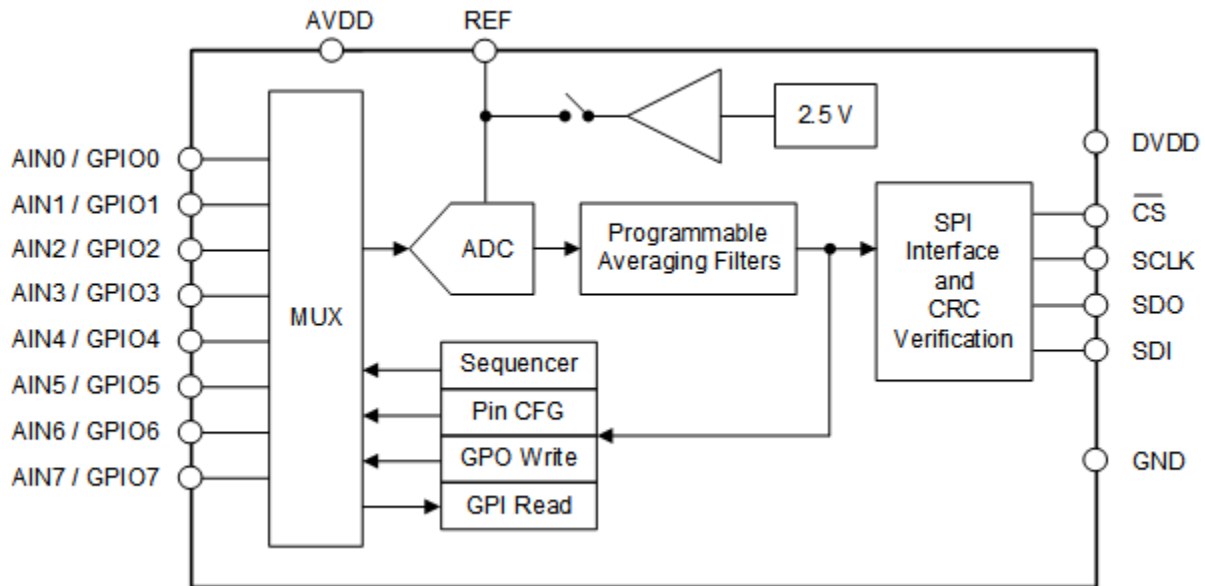 AVDD
REF
2.5 V
AIN0 / GPIO0
AIN1 / GPIO1
AIN2 / GPIO2
AIN3 / GPIO3
AIN4 / GPIO4
AIN5 / GPIO5
AIN6 / GPIO6
AIN7 / GPIO7
MUX
ADC
Programmable
Averaging Filters
Sequencer
Pin CFG
GPO Write
GPI Read
SPI
Interface
and
CRC
Verification
DVDD
C̅S̅
SCLK
SDO
SDI
GND